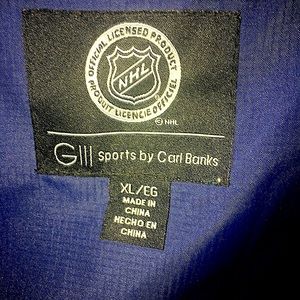 OFFICIAL LICENSED PRODUCT
NHL
PRODUIT LICENCIÉ OFFICIEL
© NHL
GIII sports by Carl Banks
XL/EG
MADE IN
CHINA
HECHO EN
CHINA